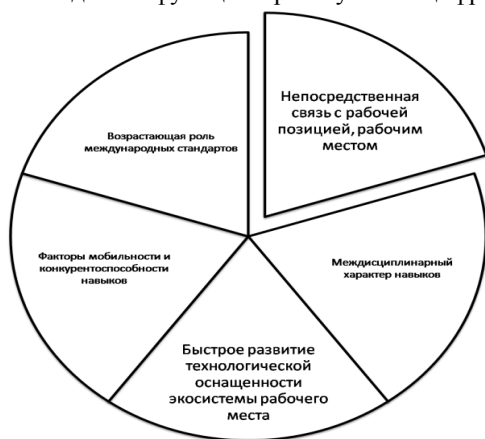 Непосредственная
связь с рабочей
позицией, рабочим
местом
Междисциплинарный
характер навыков
Быстрое развитие
технологической
оснащенности
экосистемы рабочего
места
Факторы мобильности и
конкурентоспособности
навыков
Возрастающая роль
международных стандартов